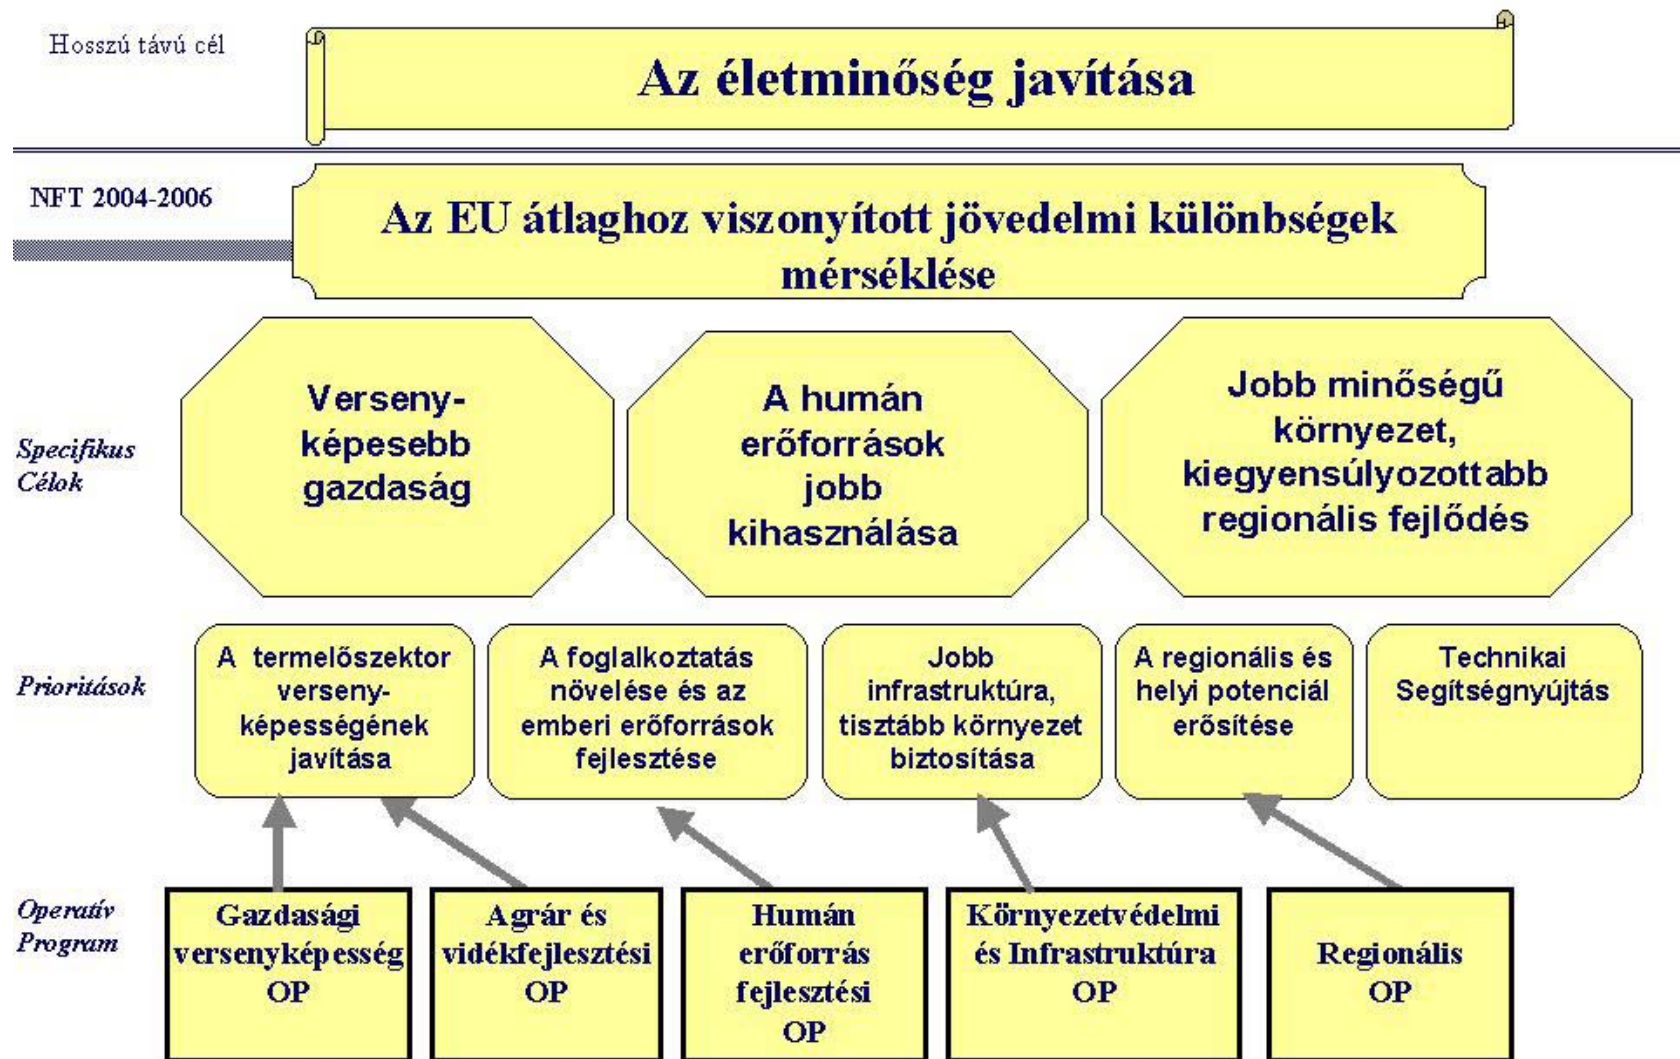 Hosszú távú cél
Az életminőség javítása
NFT 2004-2006
Az EU átlaghoz viszonyított jövedelmi különbségek
mérséklése
Specifikus
Célok
Verseny-
képesebb
gazdaság
A humán
erőforrások
jobb
kihasználása
Jobb minőségű
környezet,
kiegyensúlyozottabb
regionális fejlődés
Prioritások
A termelőszektor
verseny-
képességének
javítása
A foglalkoztatás
növelése és az
emberi erőforrások
fejlesztése
Jobb
infrastruktúra,
tisztább környezet
biztosítása
A regionális és
helyi potenciál
erősítése
Technikai
Segítségnyújtás
Operatív
Program
Gazdasági
versenyképesség
OP
Agrár és
vidékfejlesztési
OP
Humán
erőforrás
fejlesztési
OP
Környezetvédelmi
és Infrastruktúra
OP
Regionális
OP